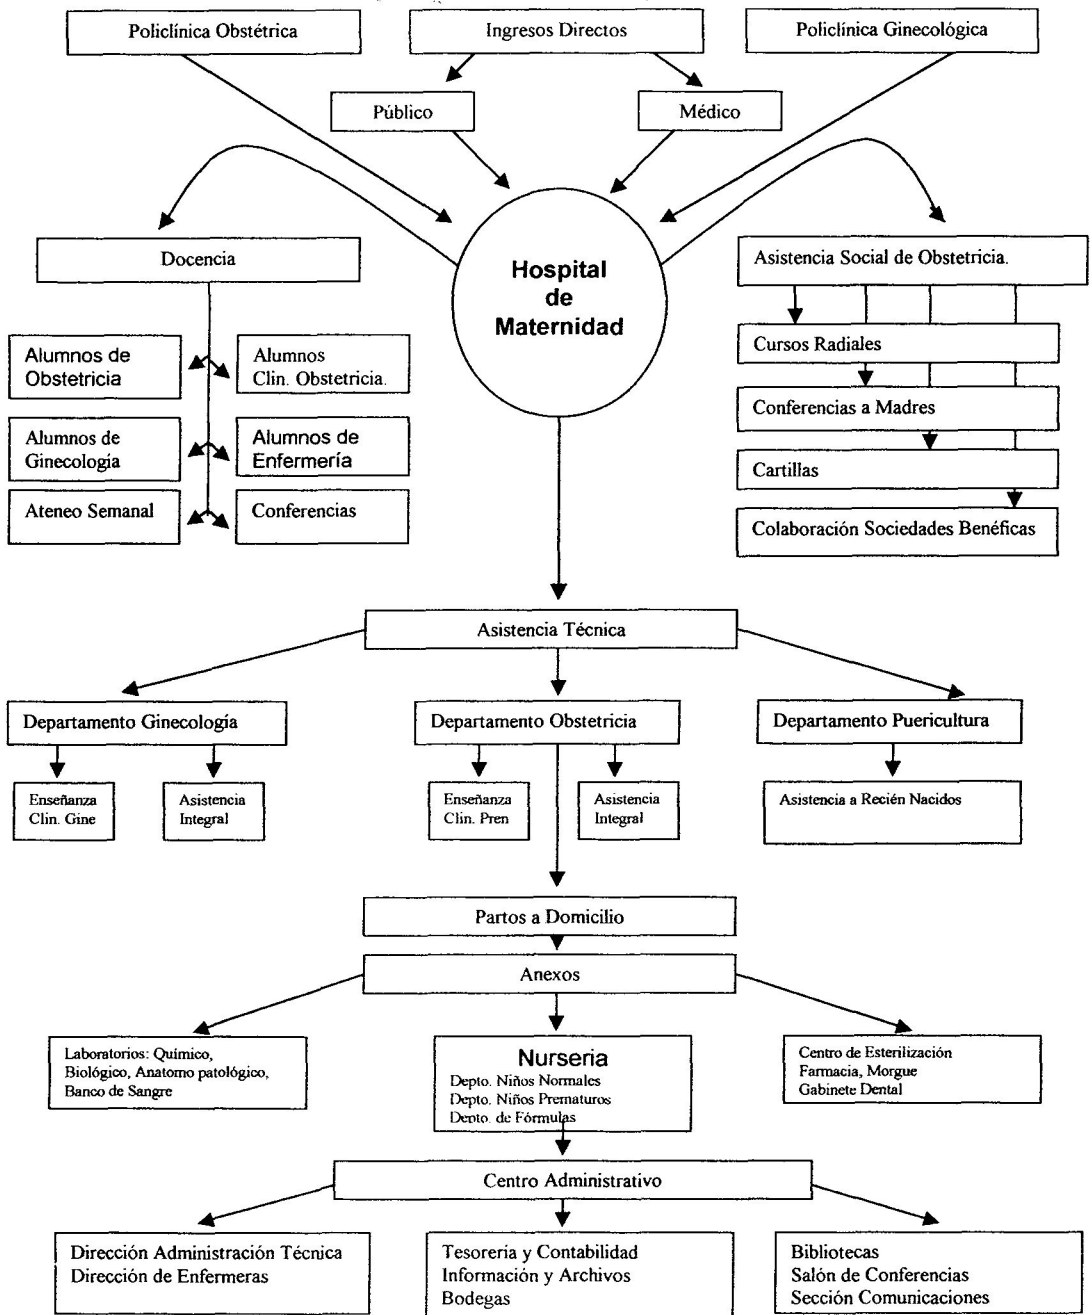 Policlínica Obstétrica
Ingresos Directos
Policlínica Ginecológica
Público
Médico
Hospital
de
Maternidad
Docencia
Alumnos de
Obstetricia
Alumnos
Clin. Obstetricia.
Alumnos de
Ginecología
Alumnos de
Enfermería
Ateneo Semanal
Conferencias
Asistencia Social de Obstetricia.
Cursos Radiales
Conferencias a Madres
Cartillas
Colaboración Sociedades Benéficas
Asistencia Técnica
Departamento Ginecología
Departamento Obstetricia
Departamento Puericultura
Enseñanza
Clin. Gine
Asistencia
Integral
Enseñanza
Clin. Pren
Asistencia
Integral
Asistencia a Recién Nacidos
Partos a Domicilio
Anexos
Laboratorios: Químico,
Biológico, Anatomo patológico,
Banco de Sangre
Nurseria
Depto. Niños Normales
Depto. Niños Prematuros
Depto. de Fórmulas
Centro de Esterilización
Farmacia, Morgue
Gabinete Dental
Centro Administrativo
Dirección Administración Técnica
Dirección de Enfermeras
Tesorería y Contabilidad
Información y Archivos
Bodegas
Bibliotecas
Salón de Conferencias
Sección Comunicaciones